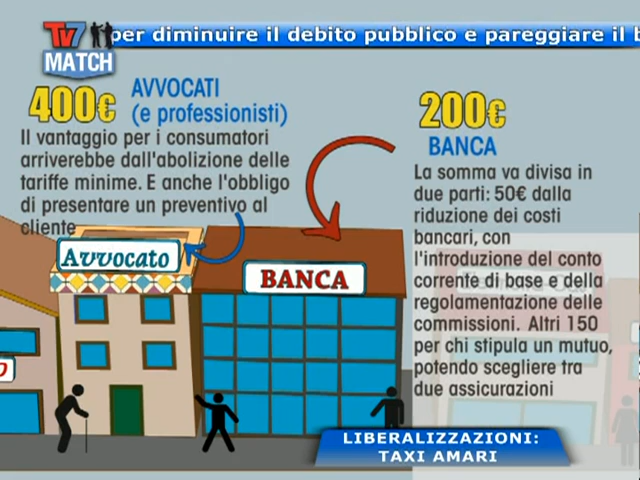 TV7
MATCH
per diminuire il debito pubblico e pareggiare il b
400€
AVVOCATI
(e professionisti)
Il vantaggio per i consumatori
arriverebbe dall'abolizione delle
tariffe minime. E anche l'obbligo
di presentare un preventivo al
cliente
200€
BANCA
La somma va divisa in
due parti: 50€ dalla
riduzione dei costi
bancari, con
l'introduzione del conto
corrente di base e della
regolamentazione delle
commissioni. Altri 150
per chi stipula un mutuo,
potendo scegliere tra
due assicurazioni
Avvocato
BANCA
LIBERALIZZAZIONI:
TAXI AMARI